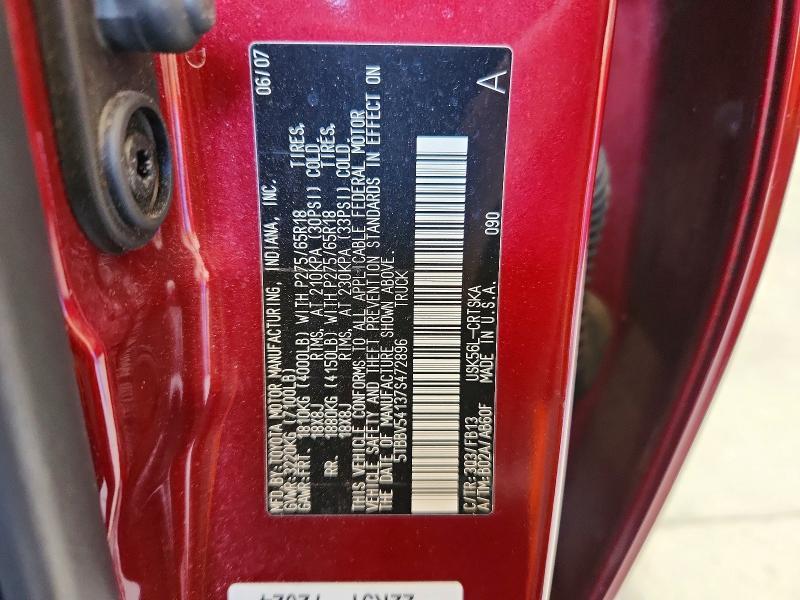 MFD.BY:TOYOTA MOTOR MANUFACTURING, INDIANA, INC. 06/07
GVWR:3220KG (7100LB)
GAWR:FRT. 1810KG (4000LB) WITH P275/65R18 TIRES,
18X8J RIMS, AT 210KPA (30PSI) COLD.
RR. 1880KG (4150LB) WITH P275/65R18 TIRES,
18X8J RIMS, AT 230KPA (33PSI) COLD.
THIS VEHICLE CONFORMS TO ALL APPLICABLE FEDERAL MOTOR
VEHICLE SAFETY AND THEFT PREVENTION STANDARDS IN EFFECT ON
THE DATE OF MANUFACTURE SHOWN ABOVE.
5TBBV54137S472896 TRUCK
C/TR:3Q3/FB13 USK56L-CRTSKA 090
A/TM:B02A/AB60F MADE IN U.S.A. A